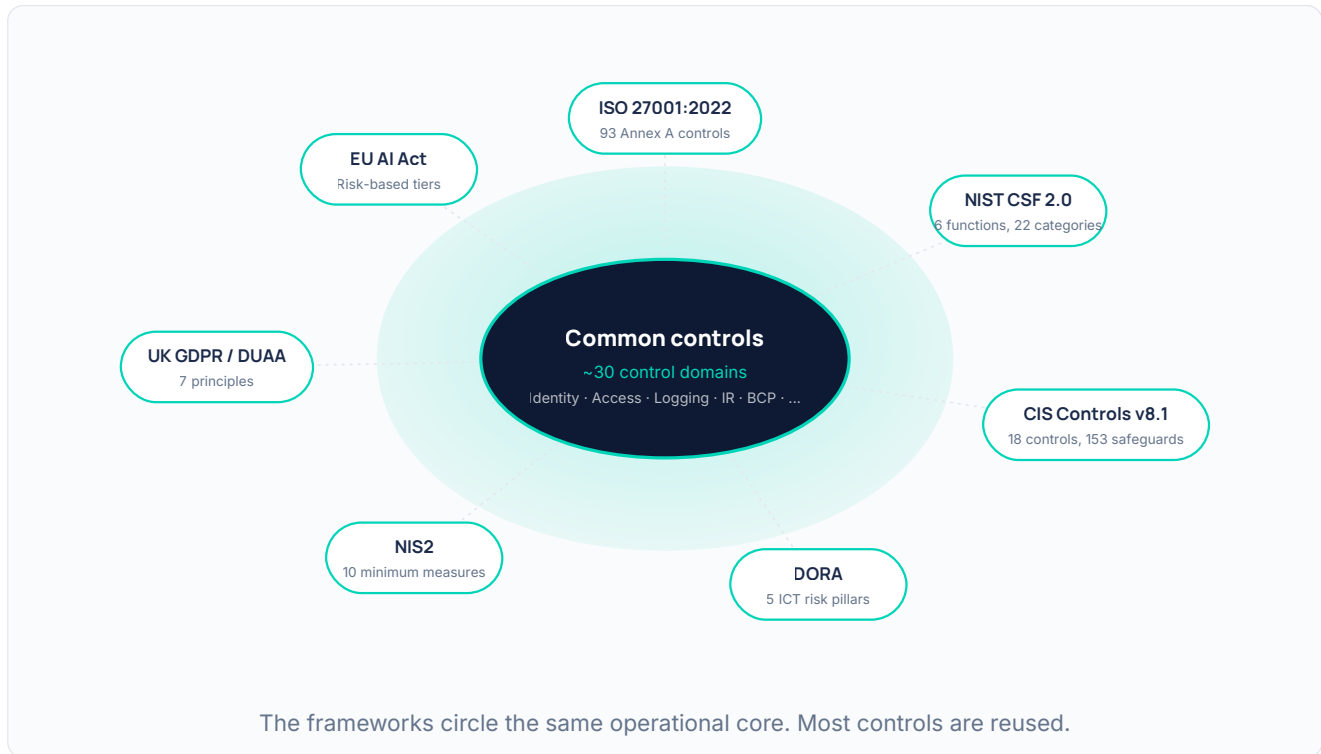 ISO 27001:2022
93 Annex A controls
EU AI Act
Risk-based tiers
NIST CSF 2.0
6 functions, 22 categories
Common controls
~30 control domains
Identity · Access · Logging · IR · BCP · ...
UK GDPR / DUAA
7 principles
CIS Controls v8.1
18 controls, 153 safeguards
NIS2
10 minimum measures
DORA
5 ICT risk pillars
The frameworks circle the same operational core. Most controls are reused.